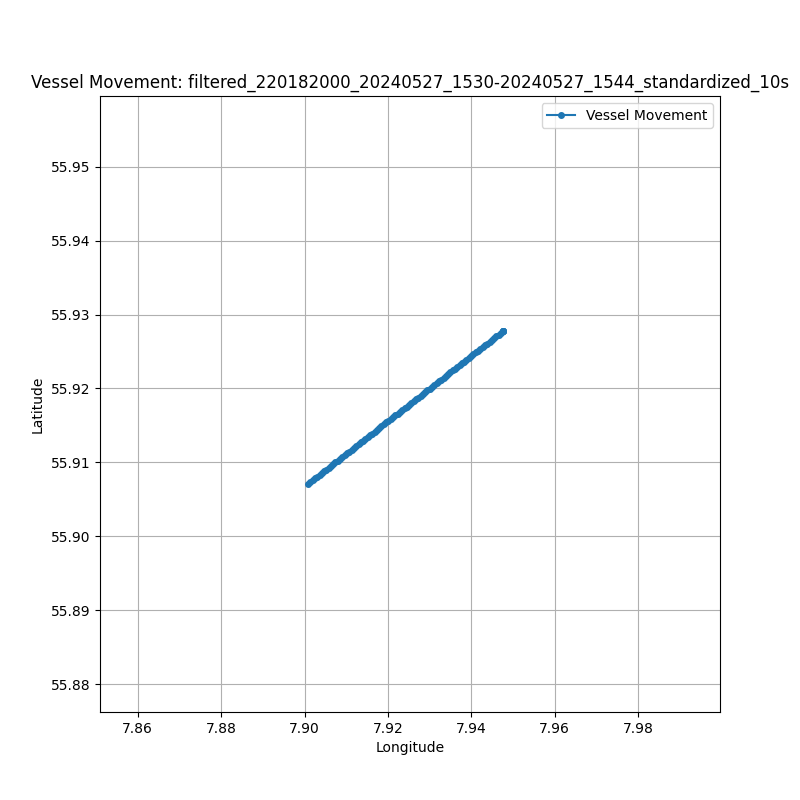 Vessel Movement: filtered_220182000_20240527_1530-20240527_1544_standardized_10s
Vessel Movement
55.95
55.94
55.93
55.92
55.91
55.90
55.89
55.88
Latitude
7.86 7.88 7.90 7.92 7.94 7.96 7.98
Longitude